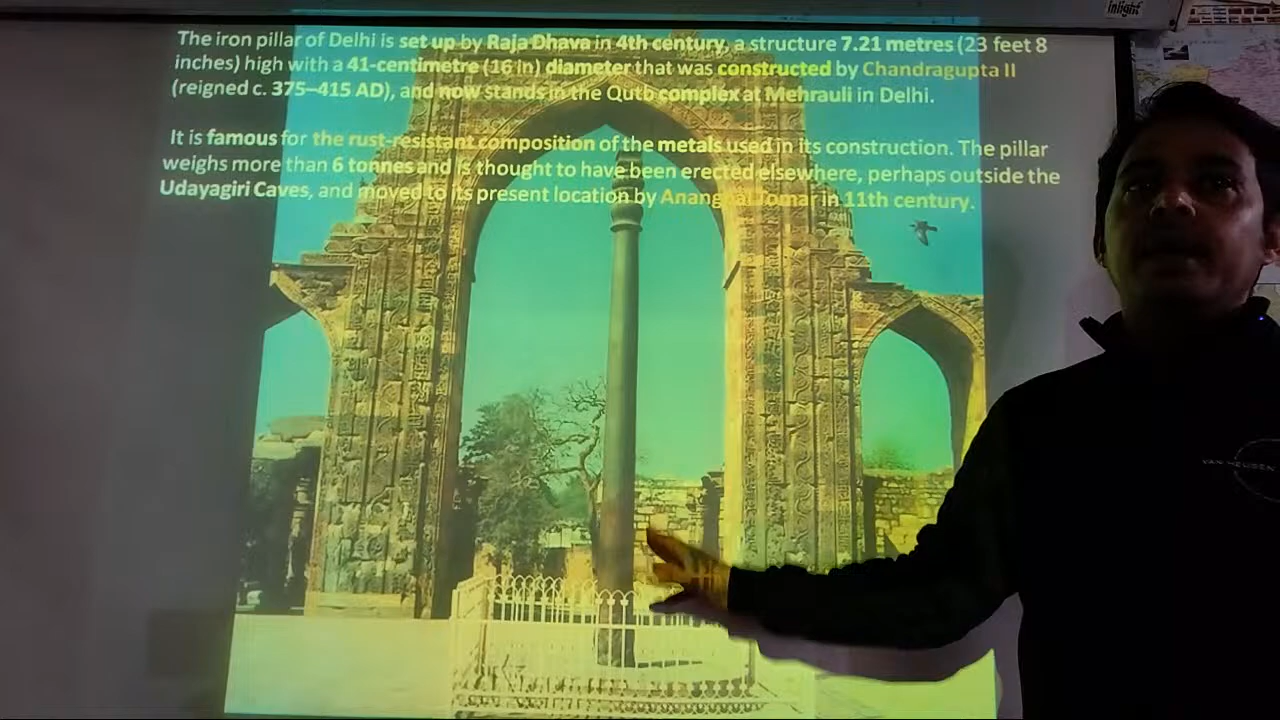 The iron pillar of Delhi is set up by Raja Dhava in 4th century, a structure 7.21 metres (23 feet 8
inches) high with a 41-centimetre (16 in) diameter that was constructed by Chandragupta II
(reigned c. 375–415 AD), and now stands in the Qutb complex at Mehrauli in Delhi.
It is famous for the rust-resistant composition of the metals used in its construction. The pillar
weighs more than 6 tonnes and is thought to have been erected elsewhere, perhaps outside the
Udayagiri Caves, and moved to its present location by Anangpal Tomar in 11th century.
Inlight
VAN HEUSEN